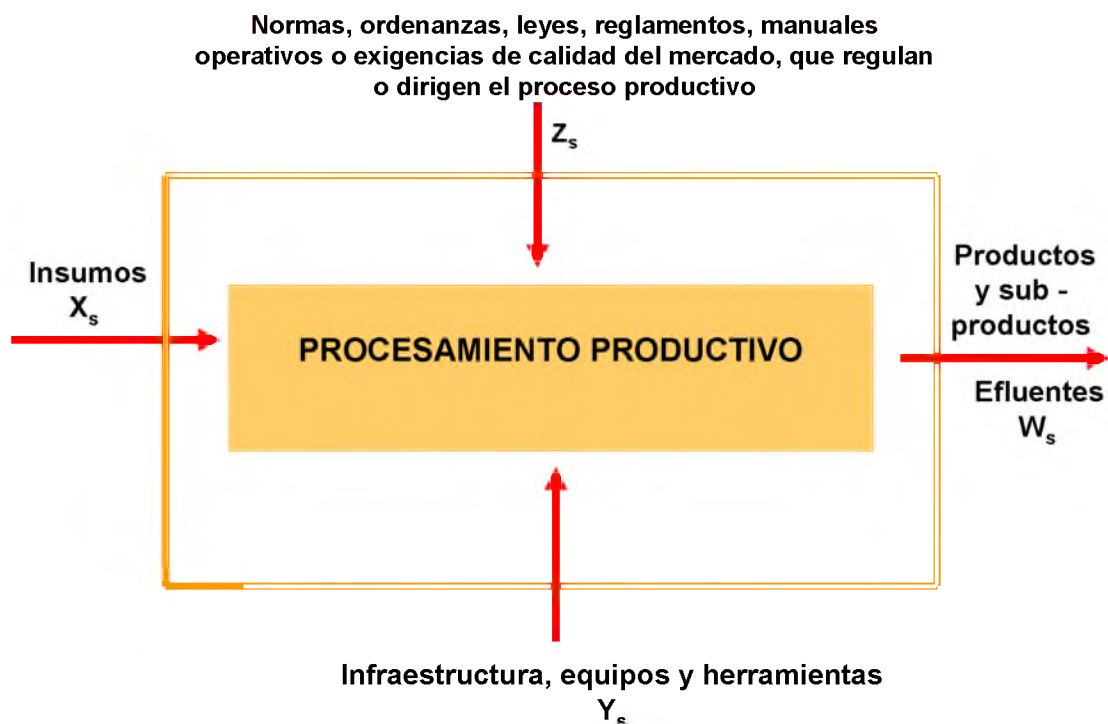 Normas, ordenanzas, leyes, reglamentos, manuales
operativos o exigencias de calidad del mercado, que regulan
o dirigen el proceso productivo
Zs
Insumos
Xs
PROCESAMIENTO PRODUCTIVO
Productos
y sub -
productos
Efluentes
Ws
Infraestructura, equipos y herramientas
Ys